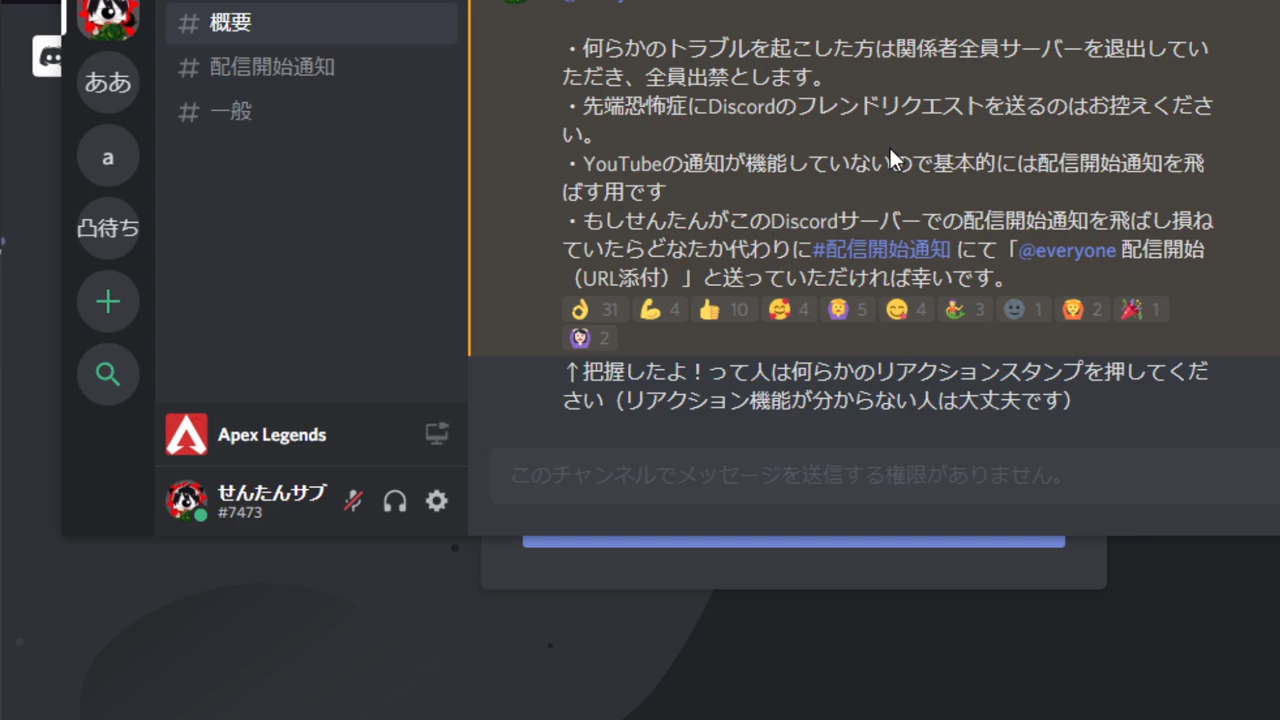 概要
配信開始通知
一般
ああ
a
凸待ち
・何らかのトラブルを起こした方は関係者全員サーバーを退出してい
ただき、全員出禁とします。
・先端恐怖症にDiscordのフレンドリクエストを送るのはお控えくださ
い。
・YouTubeの通知が機能していないので基本的には配信開始通知を飛
ばす用です
・もしせんたんがこのDiscordサーバーでの配信開始通知を飛ばし損ね
ていたらどなたか代わりに#配信開始通知 にて「@everyone 配信開始
（URL添付）」と送っていただければ幸いです。
31 4 10 4 5 4 3 1 2 1
2
↑把握したよ！って人は何らかのリアクションスタンプを押してくだ
さい（リアクション機能が分からない人は大丈夫です）
このチャンネルでメッセージを送信する権限がありません。
Apex Legends
せんたんサブ
#7473